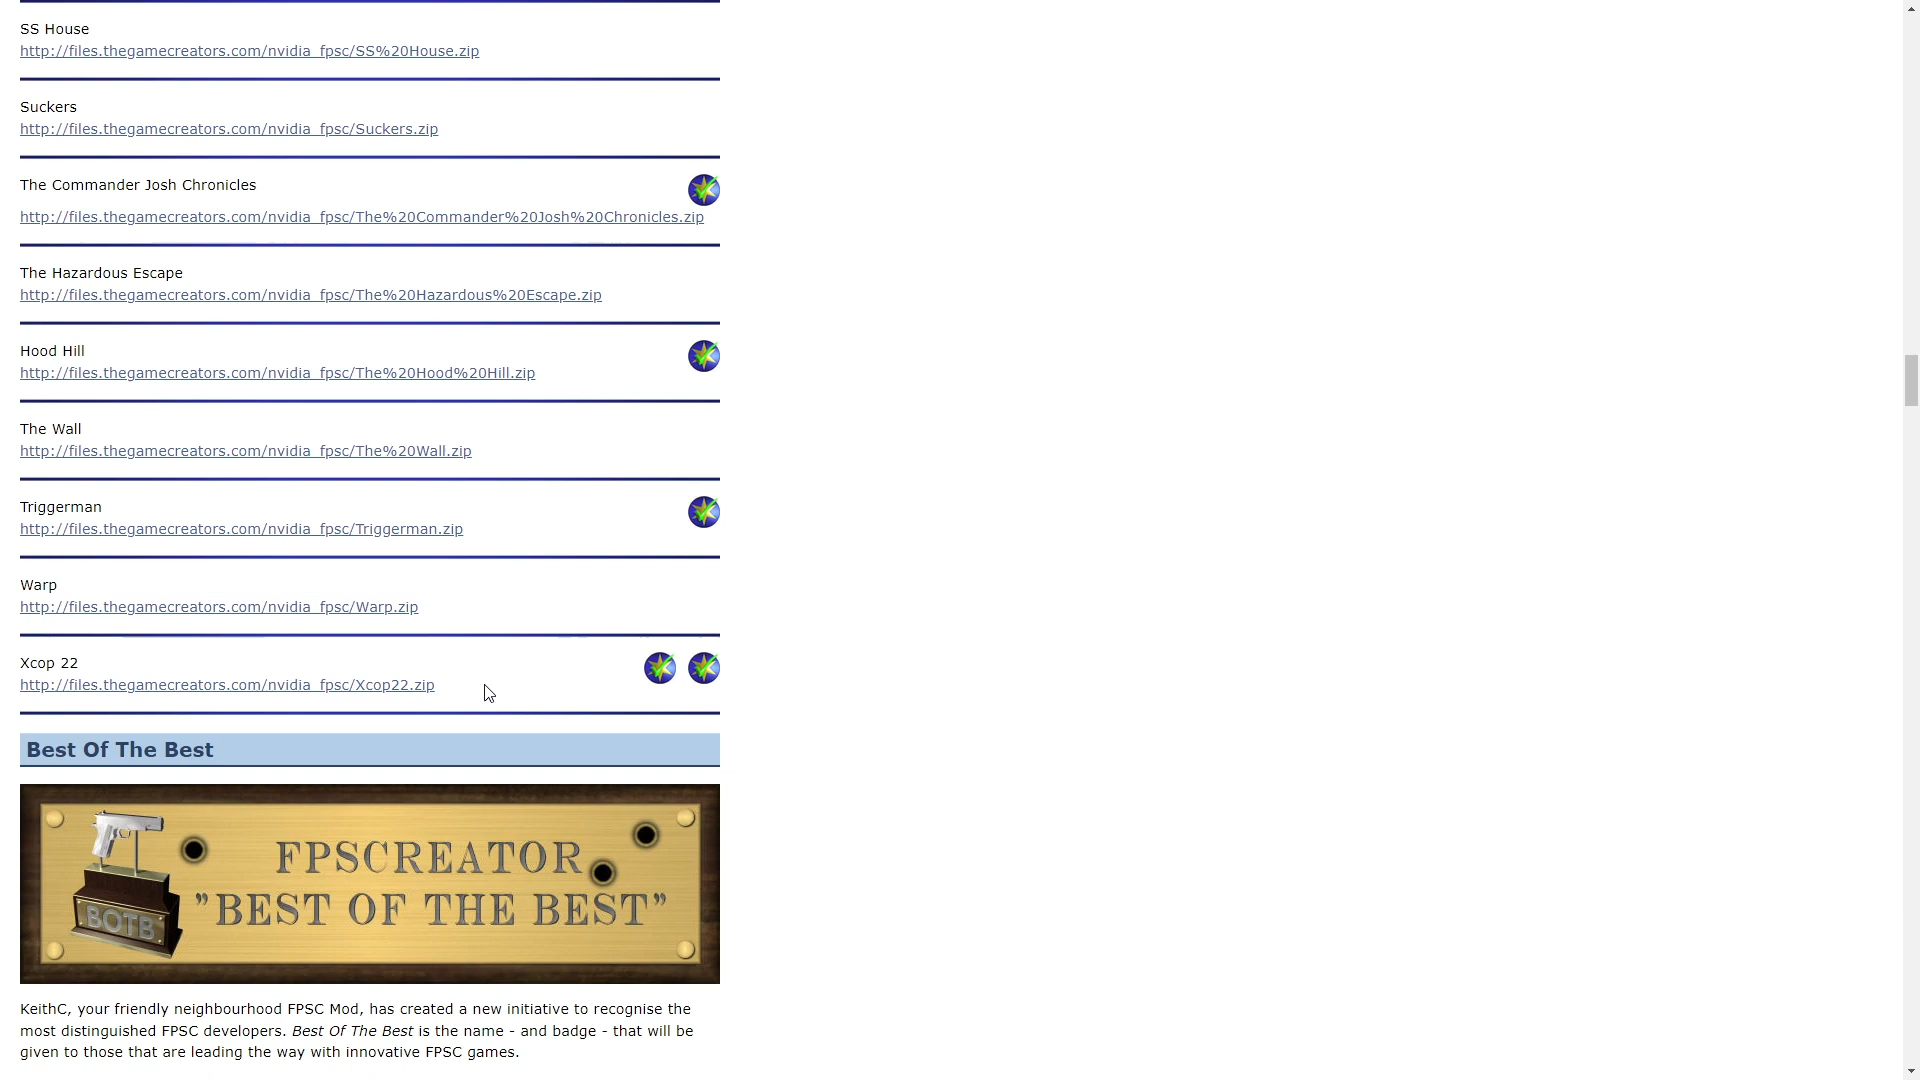 SS House
http://files.thegamecreators.com/nvidia_fpsc/SS%20House.zip
Suckers
http://files.thegamecreators.com/nvidia_fpsc/Suckers.zip
The Commander Josh Chronicles
http://files.thegamecreators.com/nvidia_fpsc/The%20Commander%20Josh%20Chronicles.zip
The Hazardous Escape
http://files.thegamecreators.com/nvidia_fpsc/The%20Hazardous%20Escape.zip
Hood Hill
http://files.thegamecreators.com/nvidia_fpsc/The%20Hood%20Hill.zip
The Wall
http://files.thegamecreators.com/nvidia_fpsc/The%20Wall.zip
Triggerman
http://files.thegamecreators.com/nvidia_fpsc/Triggerman.zip
Warp
http://files.thegamecreators.com/nvidia_fpsc/Warp.zip
Xcop 22
http://files.thegamecreators.com/nvidia_fpsc/Xcop22.zip
Best Of The Best
FPSCREATOR
"BEST OF THE BEST"
BOTB
KeithC, your friendly neighbourhood FPSC Mod, has created a new initiative to recognise the
most distinguished FPSC developers. Best Of The Best is the name - and badge - that will be
given to those that are leading the way with innovative FPSC games.